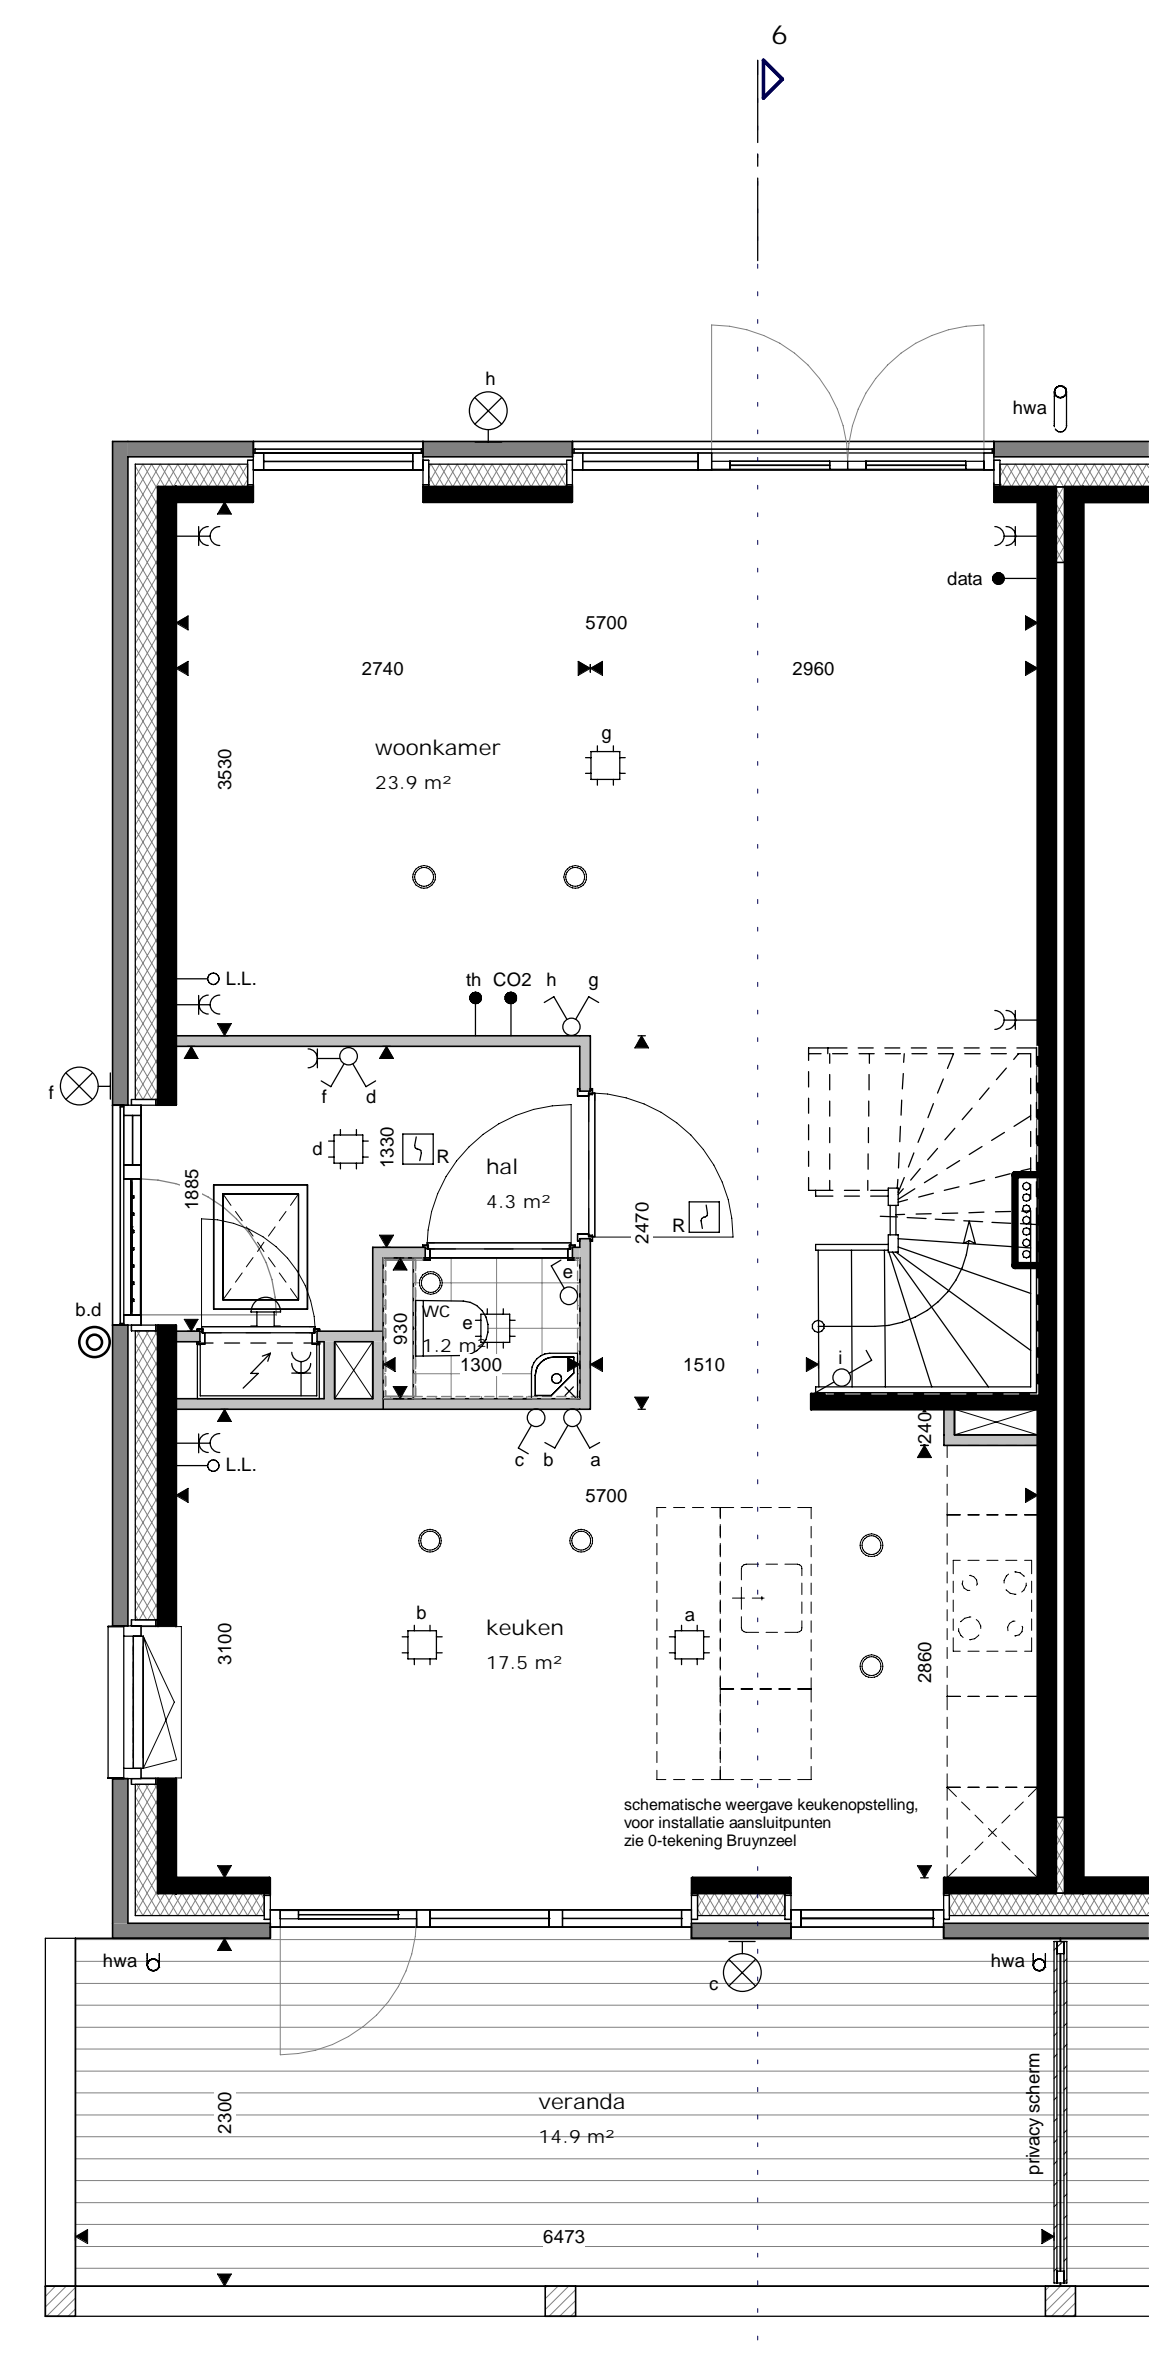 6
h
hwa
data
5700
2740
2960
g
woonkamer
23.9 m²
3530
L.L.
th
CO2
h
g
f
f
d
d
1330
R
hal
4.3 m²
1885
2470
R
e
b.d
WC
e
930
1.2 m²
1300
1510
i
240
c
b
a
L.L.
5700
b
a
keuken
17.5 m²
3100
2860
schematische weergave keukenopstelling,
voor installatie aansluitpunten
zie 0-tekening Bruynzeel
hwa
c
hwa
privacy scherm
veranda
14.9 m²
2300
6473